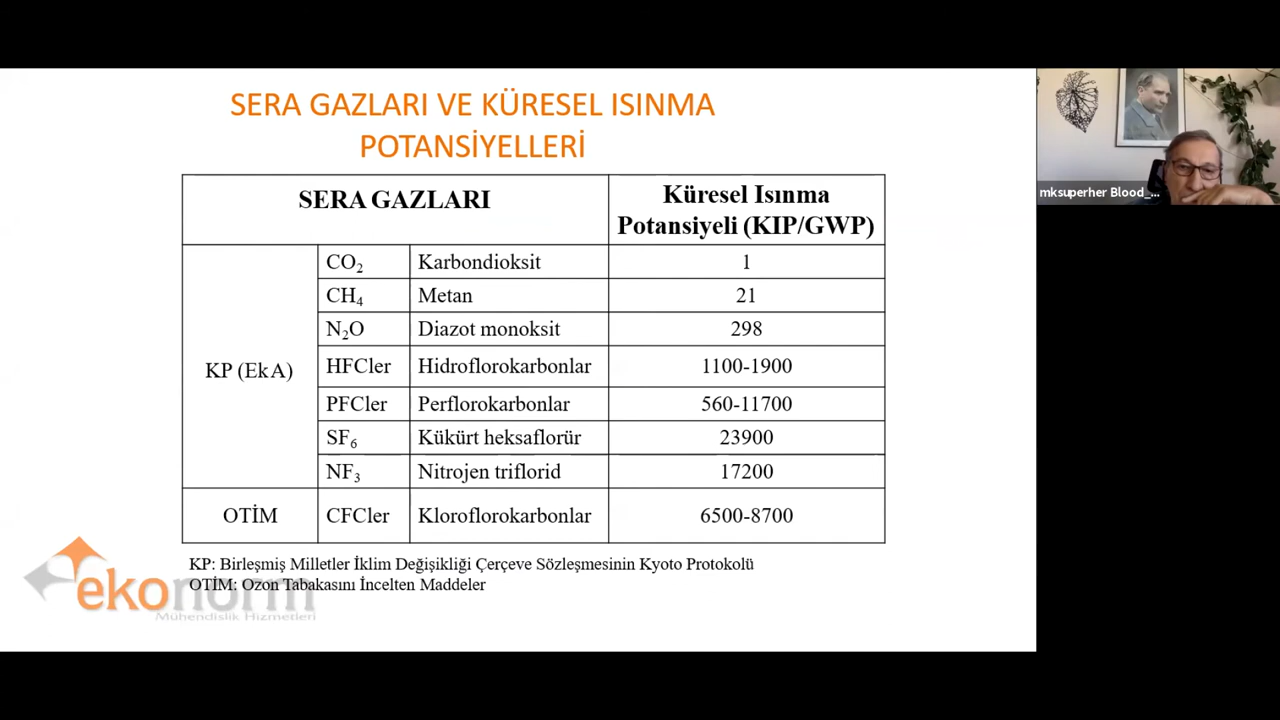 SERA GAZLARI VE KÜRESEL ISINMA
POTANSİYELLERİ
SERA GAZLARI
Küresel Isınma
Potansiyeli (KIP/GWP)
KP (Ek A)
CO₂ Karbondioksit 1
CH₄ Metan 21
N₂O Diazot monoksit 298
HFCler Hidroflorokarbonlar 1100-1900
PFCler Perflorokarbonlar 560-11700
SF₆ Kükürt heksaflorür 23900
NF₃ Nitrojen triflorid 17200
OTİM CFCler Kloroflorokarbonlar 6500-8700
KP: Birleşmiş Milletler İklim Değişikliği Çerçeve Sözleşmesinin Kyoto Protokolü
OTİM: Ozon Tabakasını İncelten Maddeler
ekonorm
Mühendislik Hizmetleri
mksuperher Blood_...